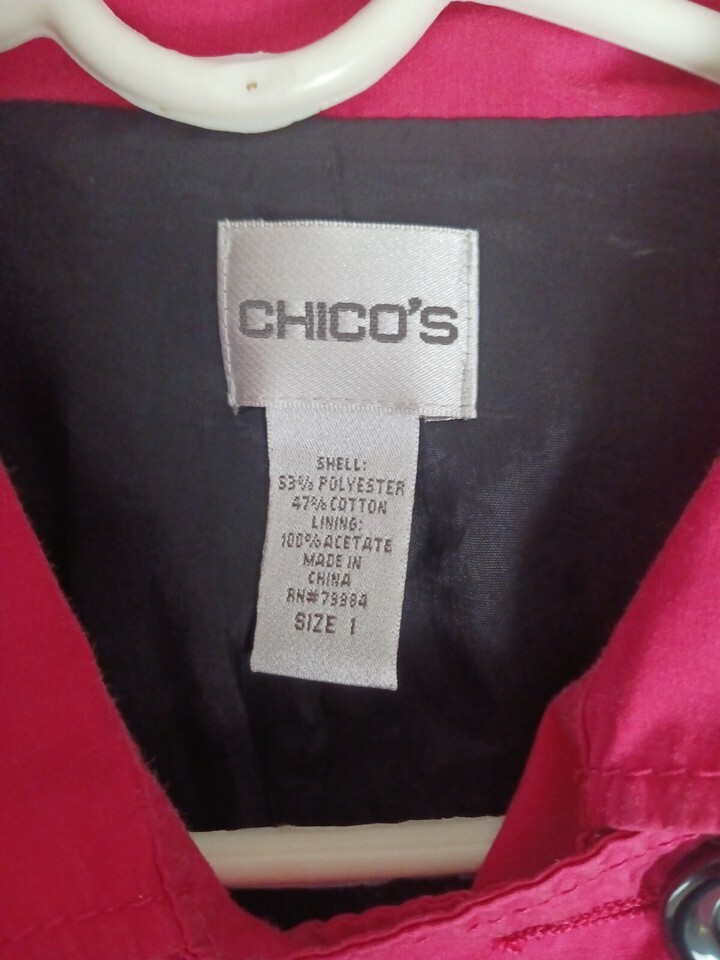 CHICO'S
SHELL:
53% POLYESTER
47% COTTON
LINING:
100% ACETATE
MADE IN
CHINA
RN#79984
SIZE 1